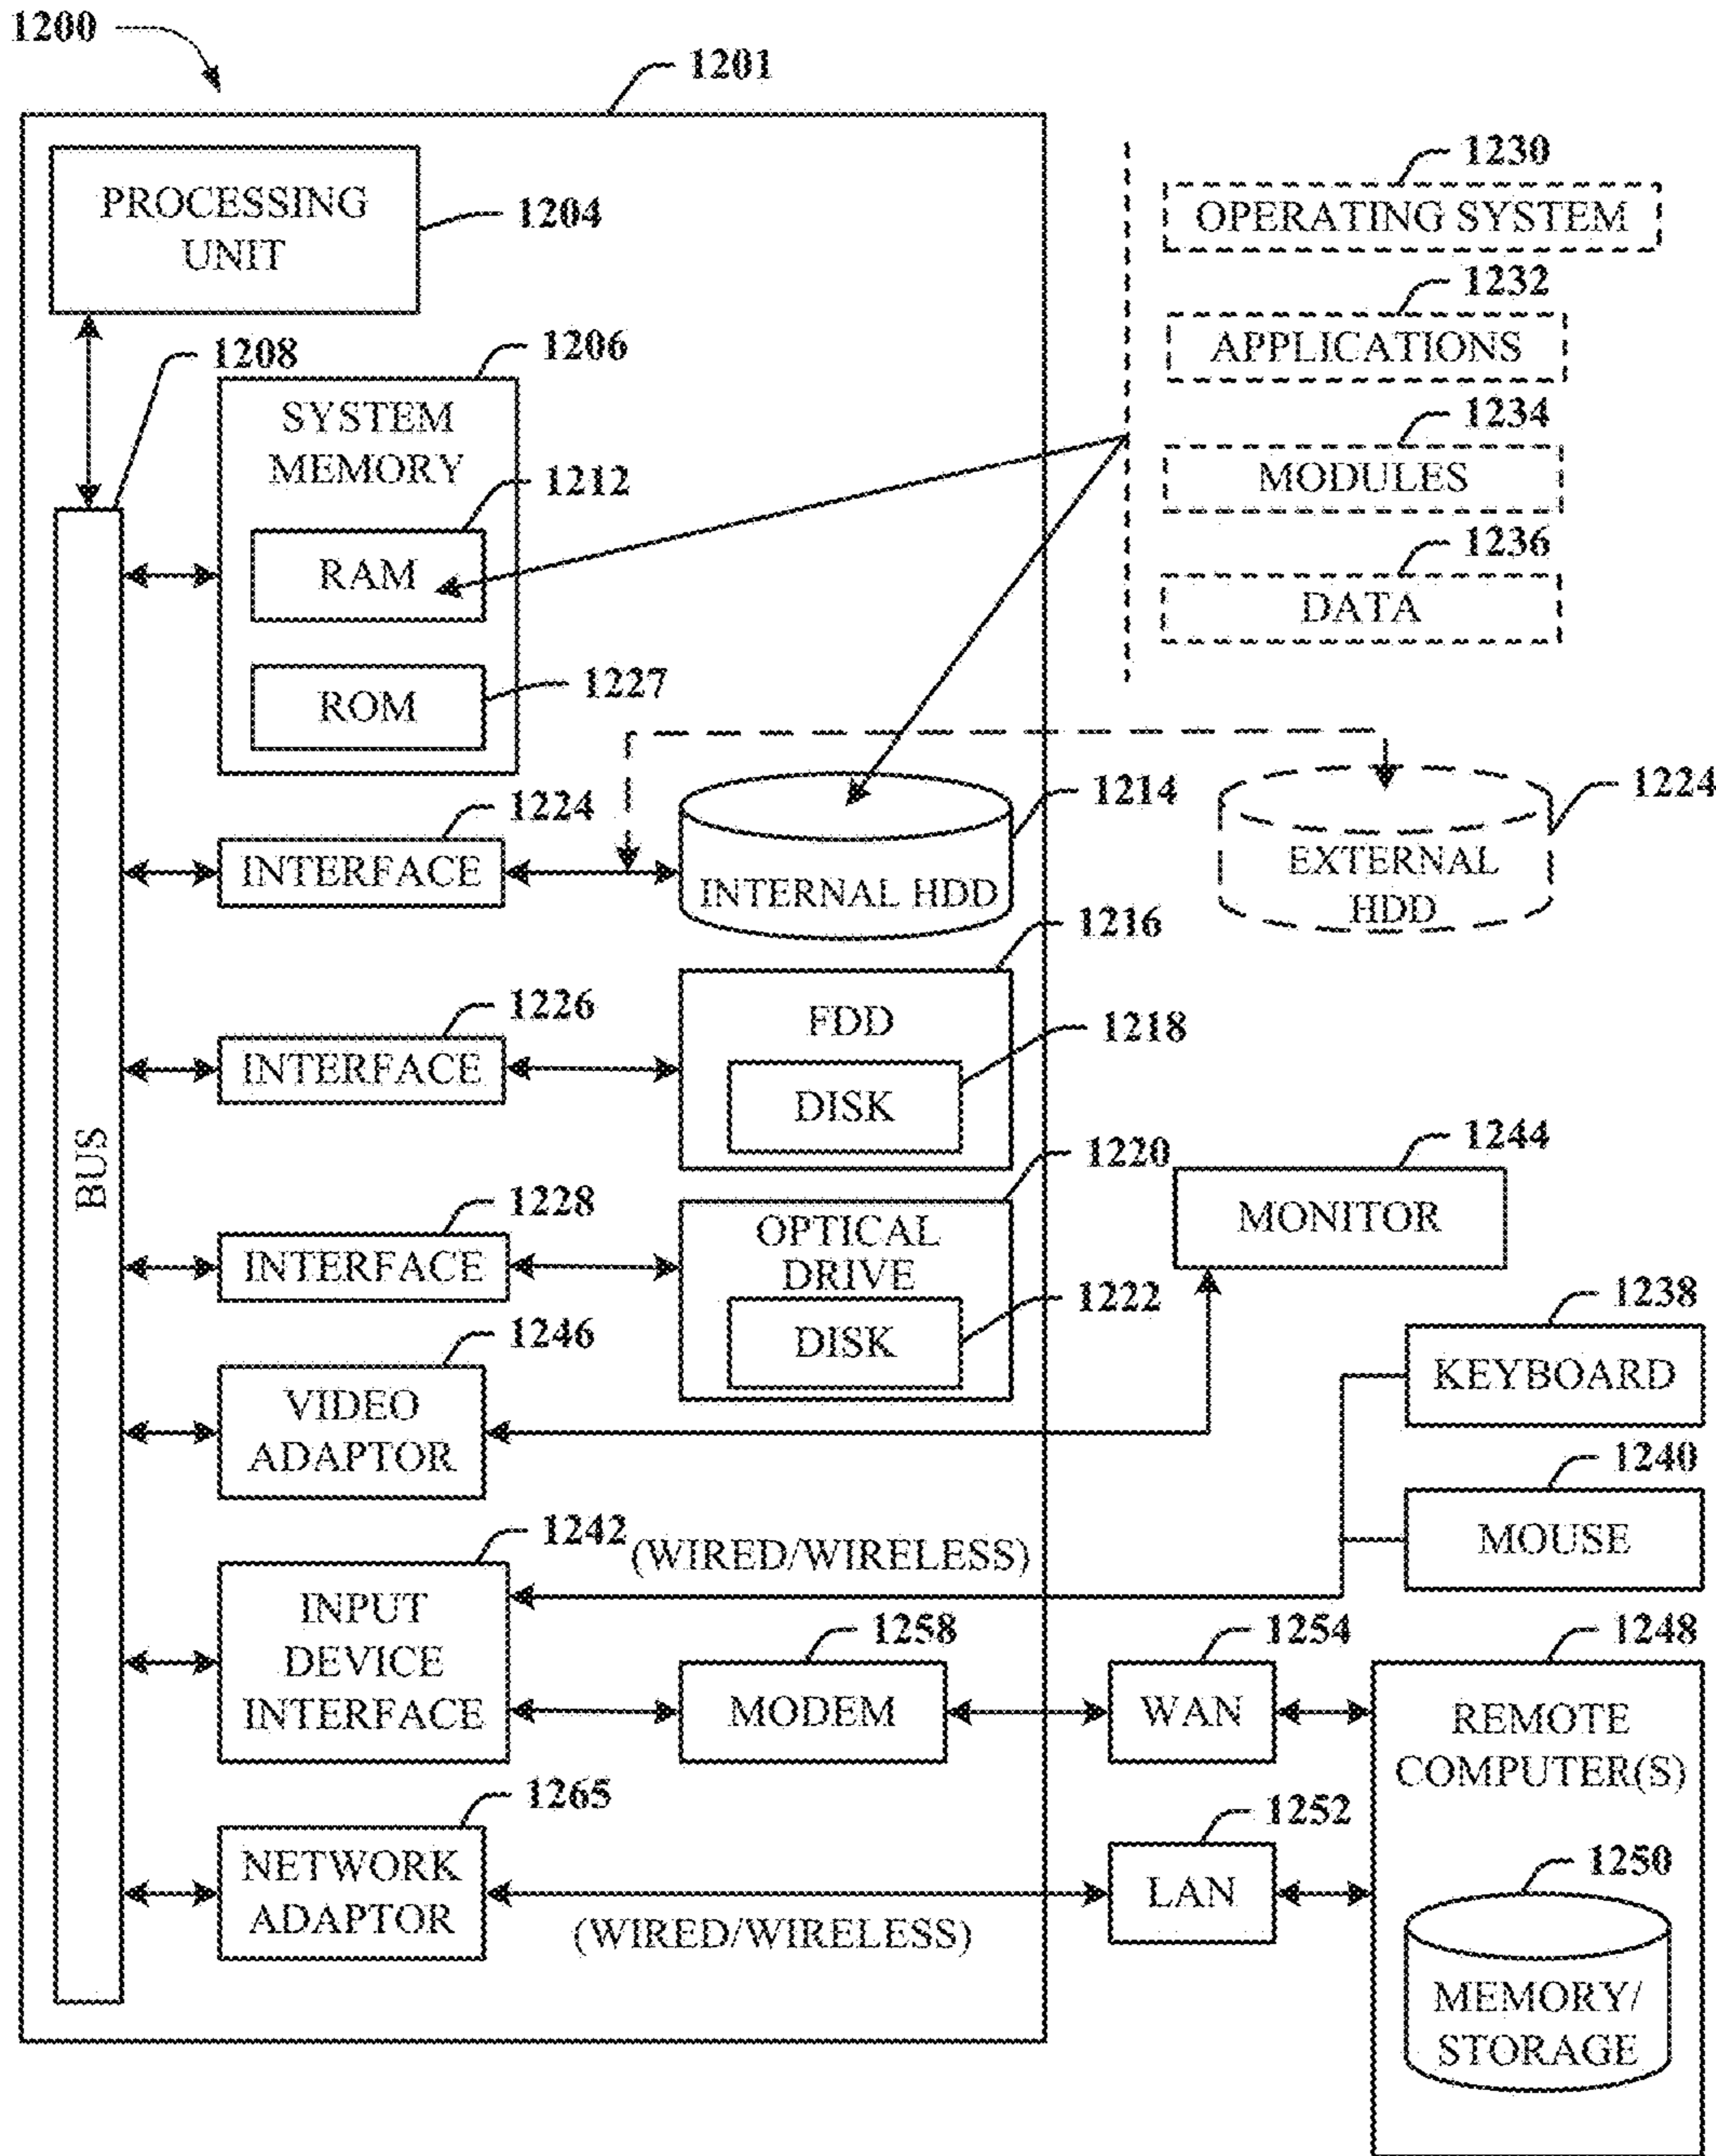 1200
1201
PROCESSING
UNIT
1204
1230
OPERATING SYSTEM
1232
APPLICATIONS
1234
MODULES
1236
DATA
1208
1206
SYSTEM
MEMORY
1212
RAM
1227
ROM
1224
INTERFACE
1214
INTERNAL HDD
1224
EXTERNAL
HDD
1226
INTERFACE
1216
FDD
1218
DISK
BUS
1228
INTERFACE
1220
OPTICAL
DRIVE
1222
DISK
1244
MONITOR
1246
VIDEO
ADAPTOR
1238
KEYBOARD
1240
MOUSE
1242
(WIRED/WIRELESS)
INPUT
DEVICE
INTERFACE
1258
MODEM
1254
WAN
1248
REMOTE
COMPUTER(S)
1265
NETWORK
ADAPTOR
(WIRED/WIRELESS)
1252
LAN
1250
MEMORY/
STORAGE